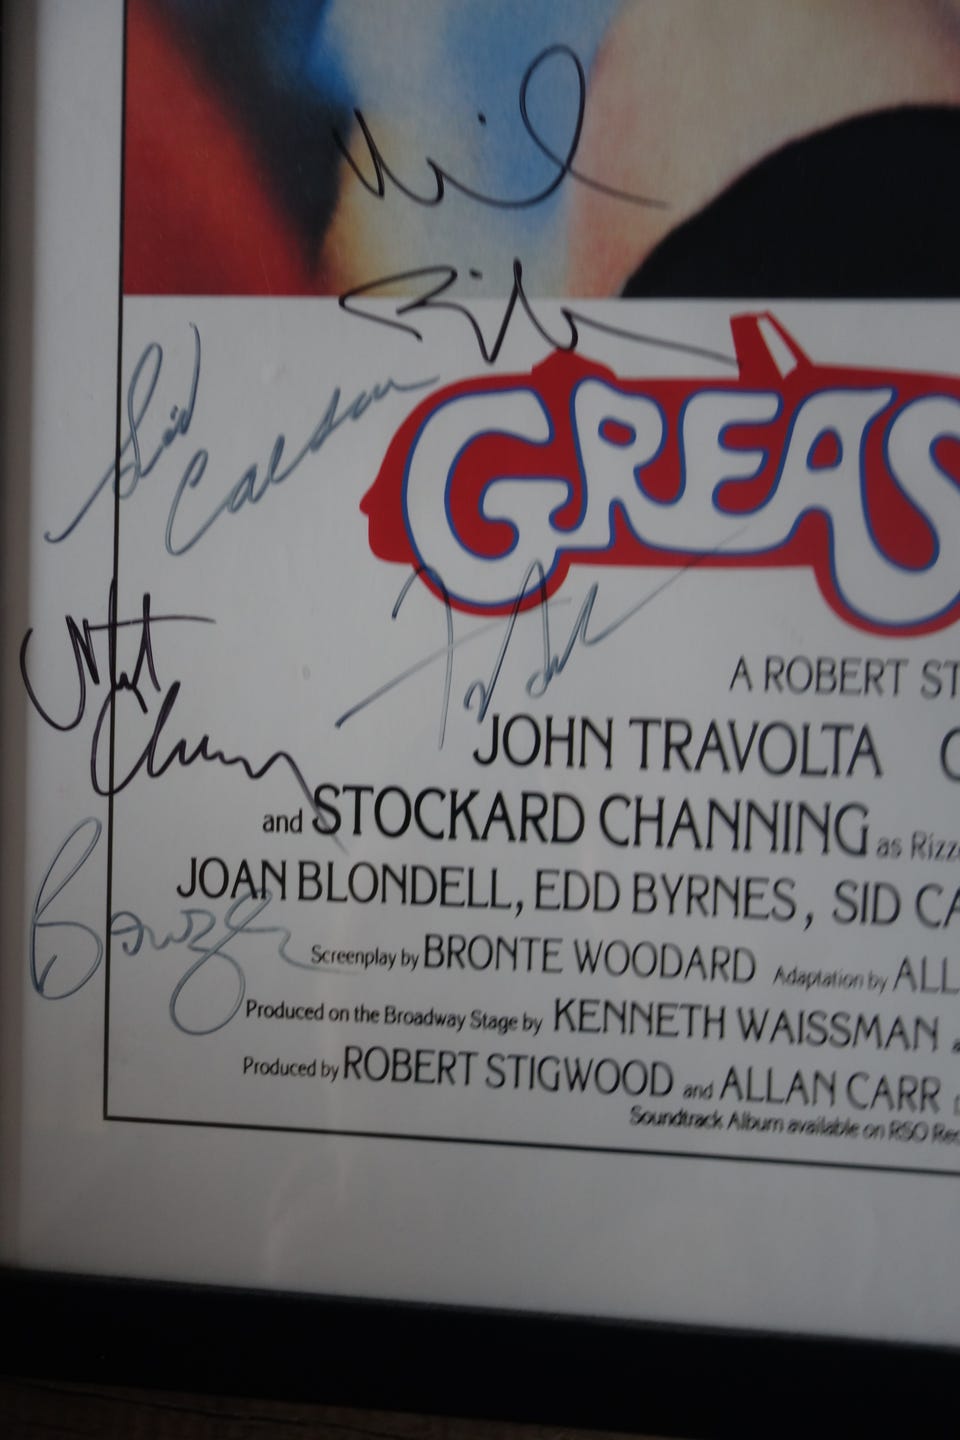 Sid
Caesar
GREAS
A ROBERT ST
JOHN TRAVOLTA
and STOCKARD CHANNING as Rizz
JOAN BLONDELL, EDD BYRNES, SID CA
Bowzer
Screenplay by BRONTE WOODARD Adaptation by ALL
Produced on the Broadway Stage by KENNETH WAISSMAN
Produced by ROBERT STIGWOOD and ALLAN CARR
Soundtrack Album available on RSO Rec